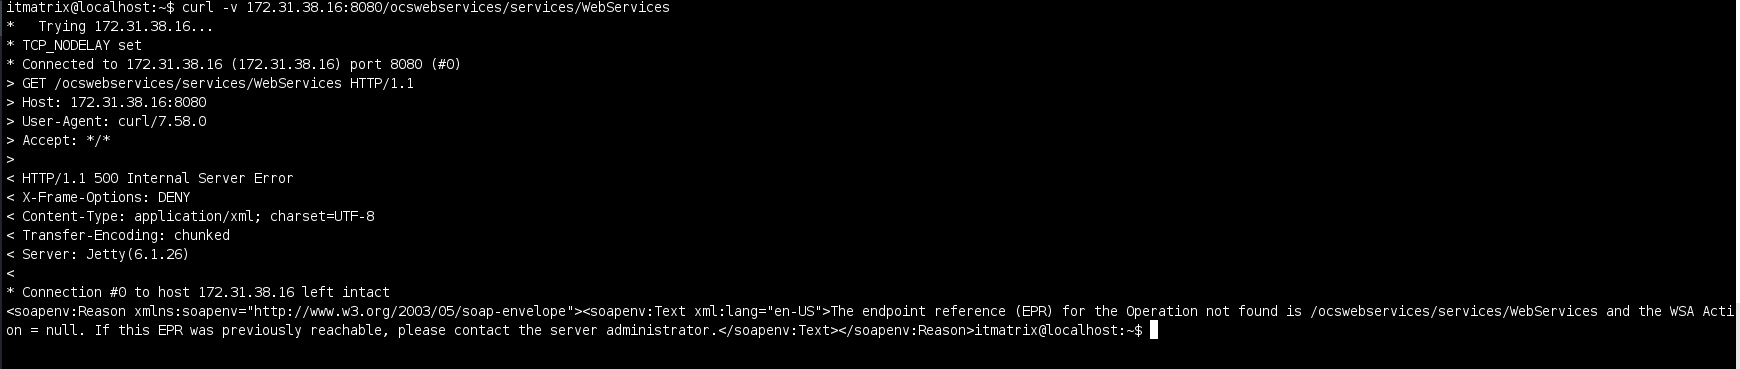 itmatrix@localhost:~$ curl -v 172.31.38.16:8080/ocswebservices/services/WebServices
*   Trying 172.31.38.16...
* TCP_NODELAY set
* Connected to 172.31.38.16 (172.31.38.16) port 8080 (#0)
> GET /ocswebservices/services/WebServices HTTP/1.1
> Host: 172.31.38.16:8080
> User-Agent: curl/7.58.0
> Accept: */*
>
< HTTP/1.1 500 Internal Server Error
< X-Frame-Options: DENY
< Content-Type: application/xml; charset=UTF-8
< Transfer-Encoding: chunked
< Server: Jetty(6.1.26)
<
* Connection #0 to host 172.31.38.16 left intact
<soapenv:Reason xmlns:soapenv="http://www.w3.org/2003/05/soap-envelope"><soapenv:Text xml:lang="en-US">The endpoint reference (EPR) for the Operation not found is /ocswebservices/services/WebServices and the WSA Acti
on = null. If this EPR was previously reachable, please contact the server administrator.</soapenv:Text></soapenv:Reason>itmatrix@localhost:~$